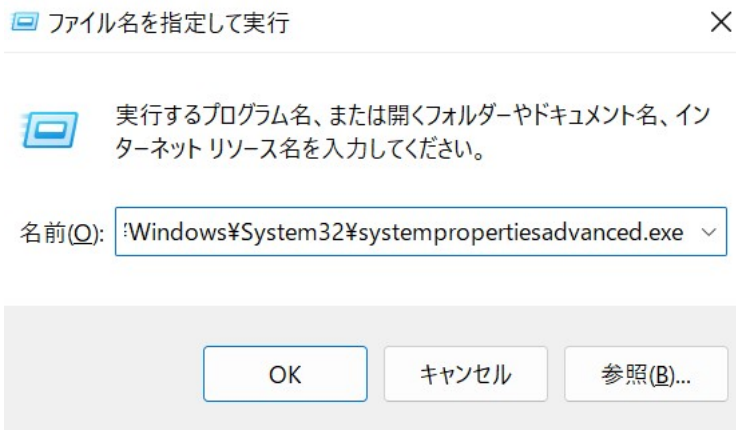 ファイル名を指定して実行
実行するプログラム名、または開くフォルダーやドキュメント名、イン
ターネット リソース名を入力してください。
名前(O): ¥Windows¥System32¥systempropertiesadvanced.exe
OK キャンセル 参照(B)...